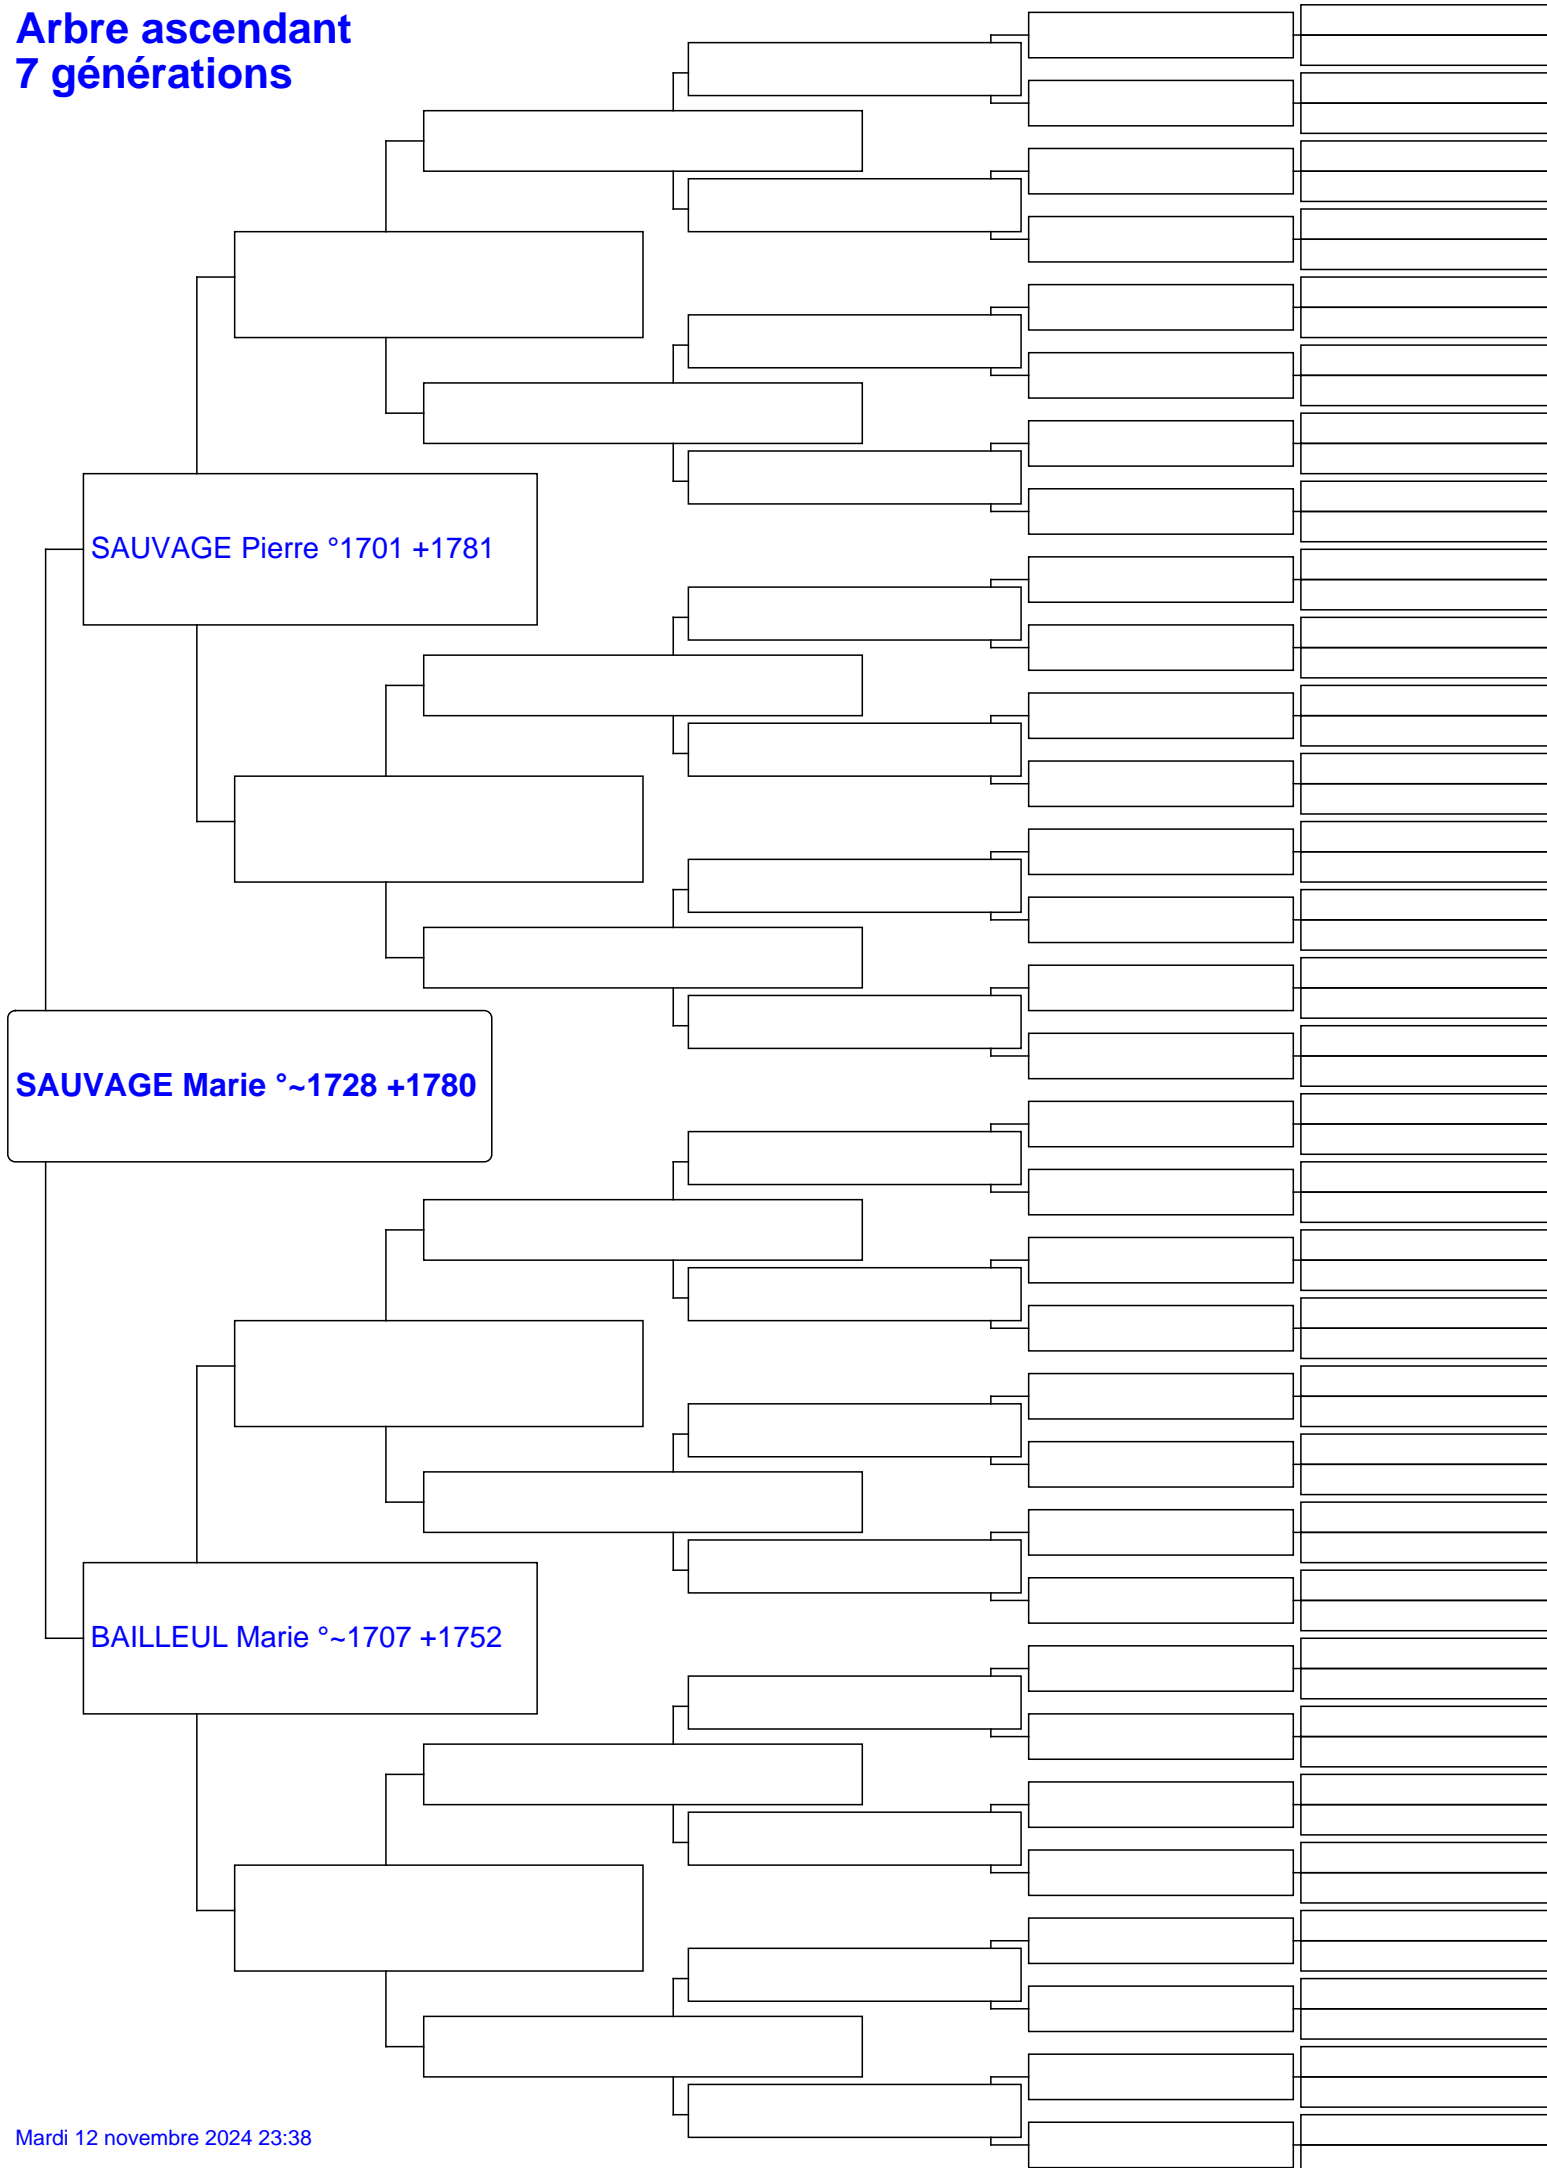 Arbre ascendant
7 générations
SAUVAGE Pierre °1701 +1781
SAUVAGE Marie °~1728 +1780
BAILLEUL Marie °~1707 +1752
Mardi 12 novembre 2024 23:38